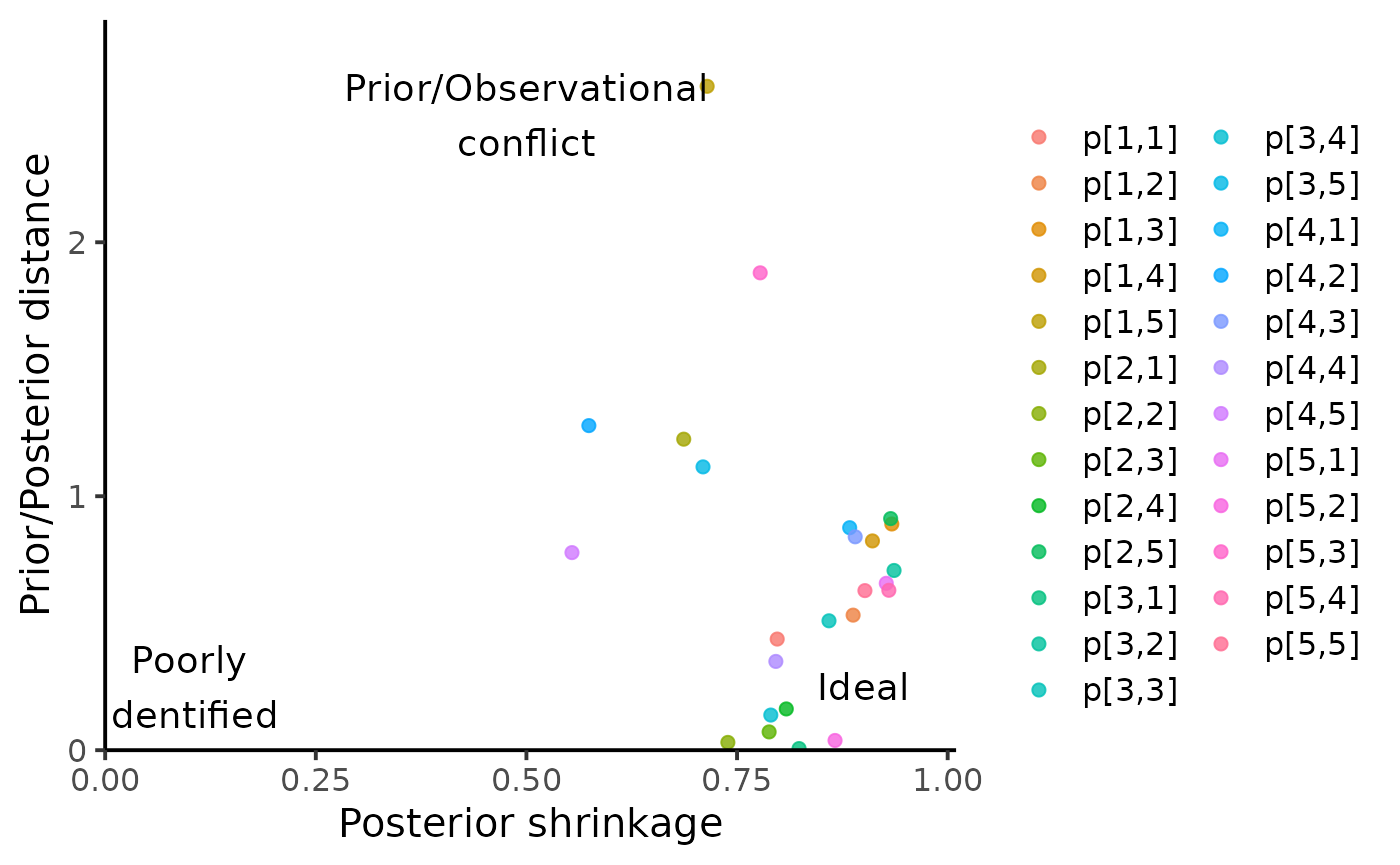 Prior/Observational
conflict
Poorly
dentified
Ideal
Prior/Posterior distance
2
1
0
0.00
0.25
0.50
0.75
1.00
Posterior shrinkage
p[1,1]
p[1,2]
p[1,3]
p[1,4]
p[1,5]
p[2,1]
p[2,2]
p[2,3]
p[2,4]
p[2,5]
p[3,1]
p[3,2]
p[3,3]
p[3,4]
p[3,5]
p[4,1]
p[4,2]
p[4,3]
p[4,4]
p[4,5]
p[5,1]
p[5,2]
p[5,3]
p[5,4]
p[5,5]